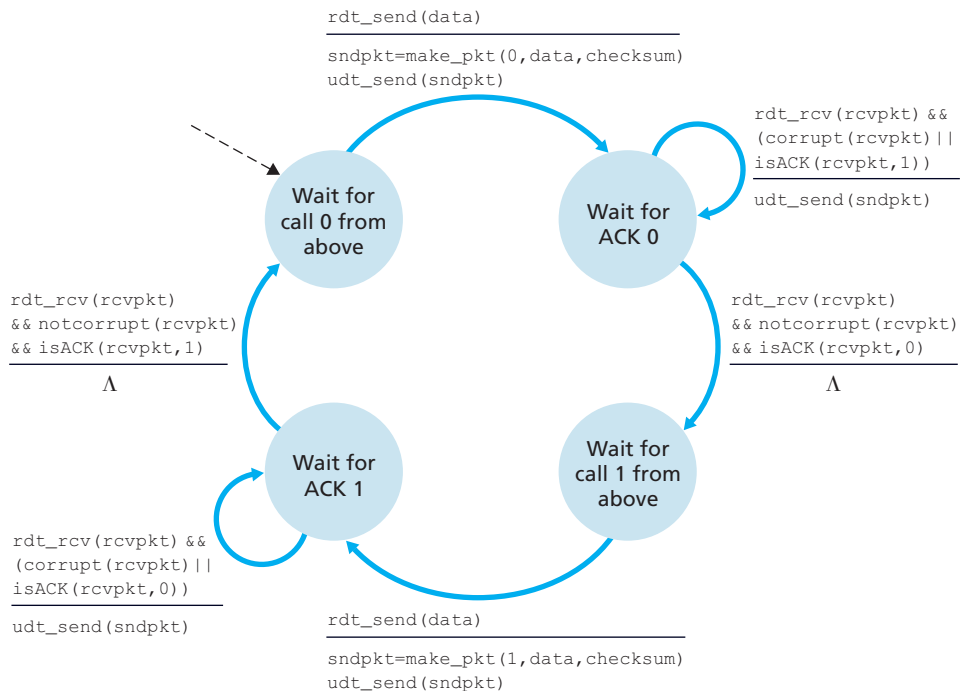 rdt_send(data)
sndpkt=make_pkt(0,data,checksum)
udt_send(sndpkt)
rdt_rcv(rcvpkt) &&
(corrupt(rcvpkt)||
isACK(rcvpkt,1))
udt_send(sndpkt)
Wait for
call 0 from
above
Wait for
ACK 0
rdt_rcv(rcvpkt)
&& notcorrupt(rcvpkt)
&& isACK(rcvpkt,1)
Λ
rdt_rcv(rcvpkt)
&& notcorrupt(rcvpkt)
&& isACK(rcvpkt,0)
Λ
Wait for
ACK 1
Wait for
call 1 from
above
rdt_rcv(rcvpkt) &&
(corrupt(rcvpkt)||
isACK(rcvpkt,0))
udt_send(sndpkt)
rdt_send(data)
sndpkt=make_pkt(1,data,checksum)
udt_send(sndpkt)